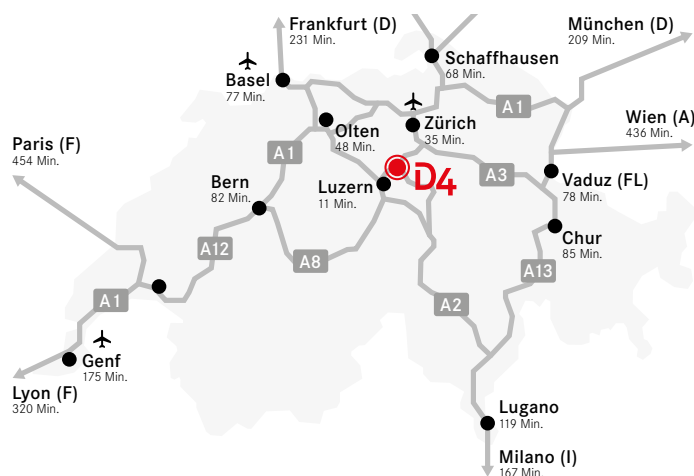 Frankfurt (D)
231 Min.
München (D)
209 Min.
Schaffhausen
68 Min.
Basel
77 Min.
A1
Wien (A)
436 Min.
Zürich
35 Min.
Olten
48 Min.
Paris (F)
454 Min.
A1
D4
A3
Vaduz (FL)
78 Min.
Bern
82 Min.
Luzern
11 Min.
Chur
85 Min.
A12
A8
A13
A1
A2
Genf
175 Min.
Lyon (F)
320 Min.
Lugano
119 Min.
Milano (I)
167 Min.